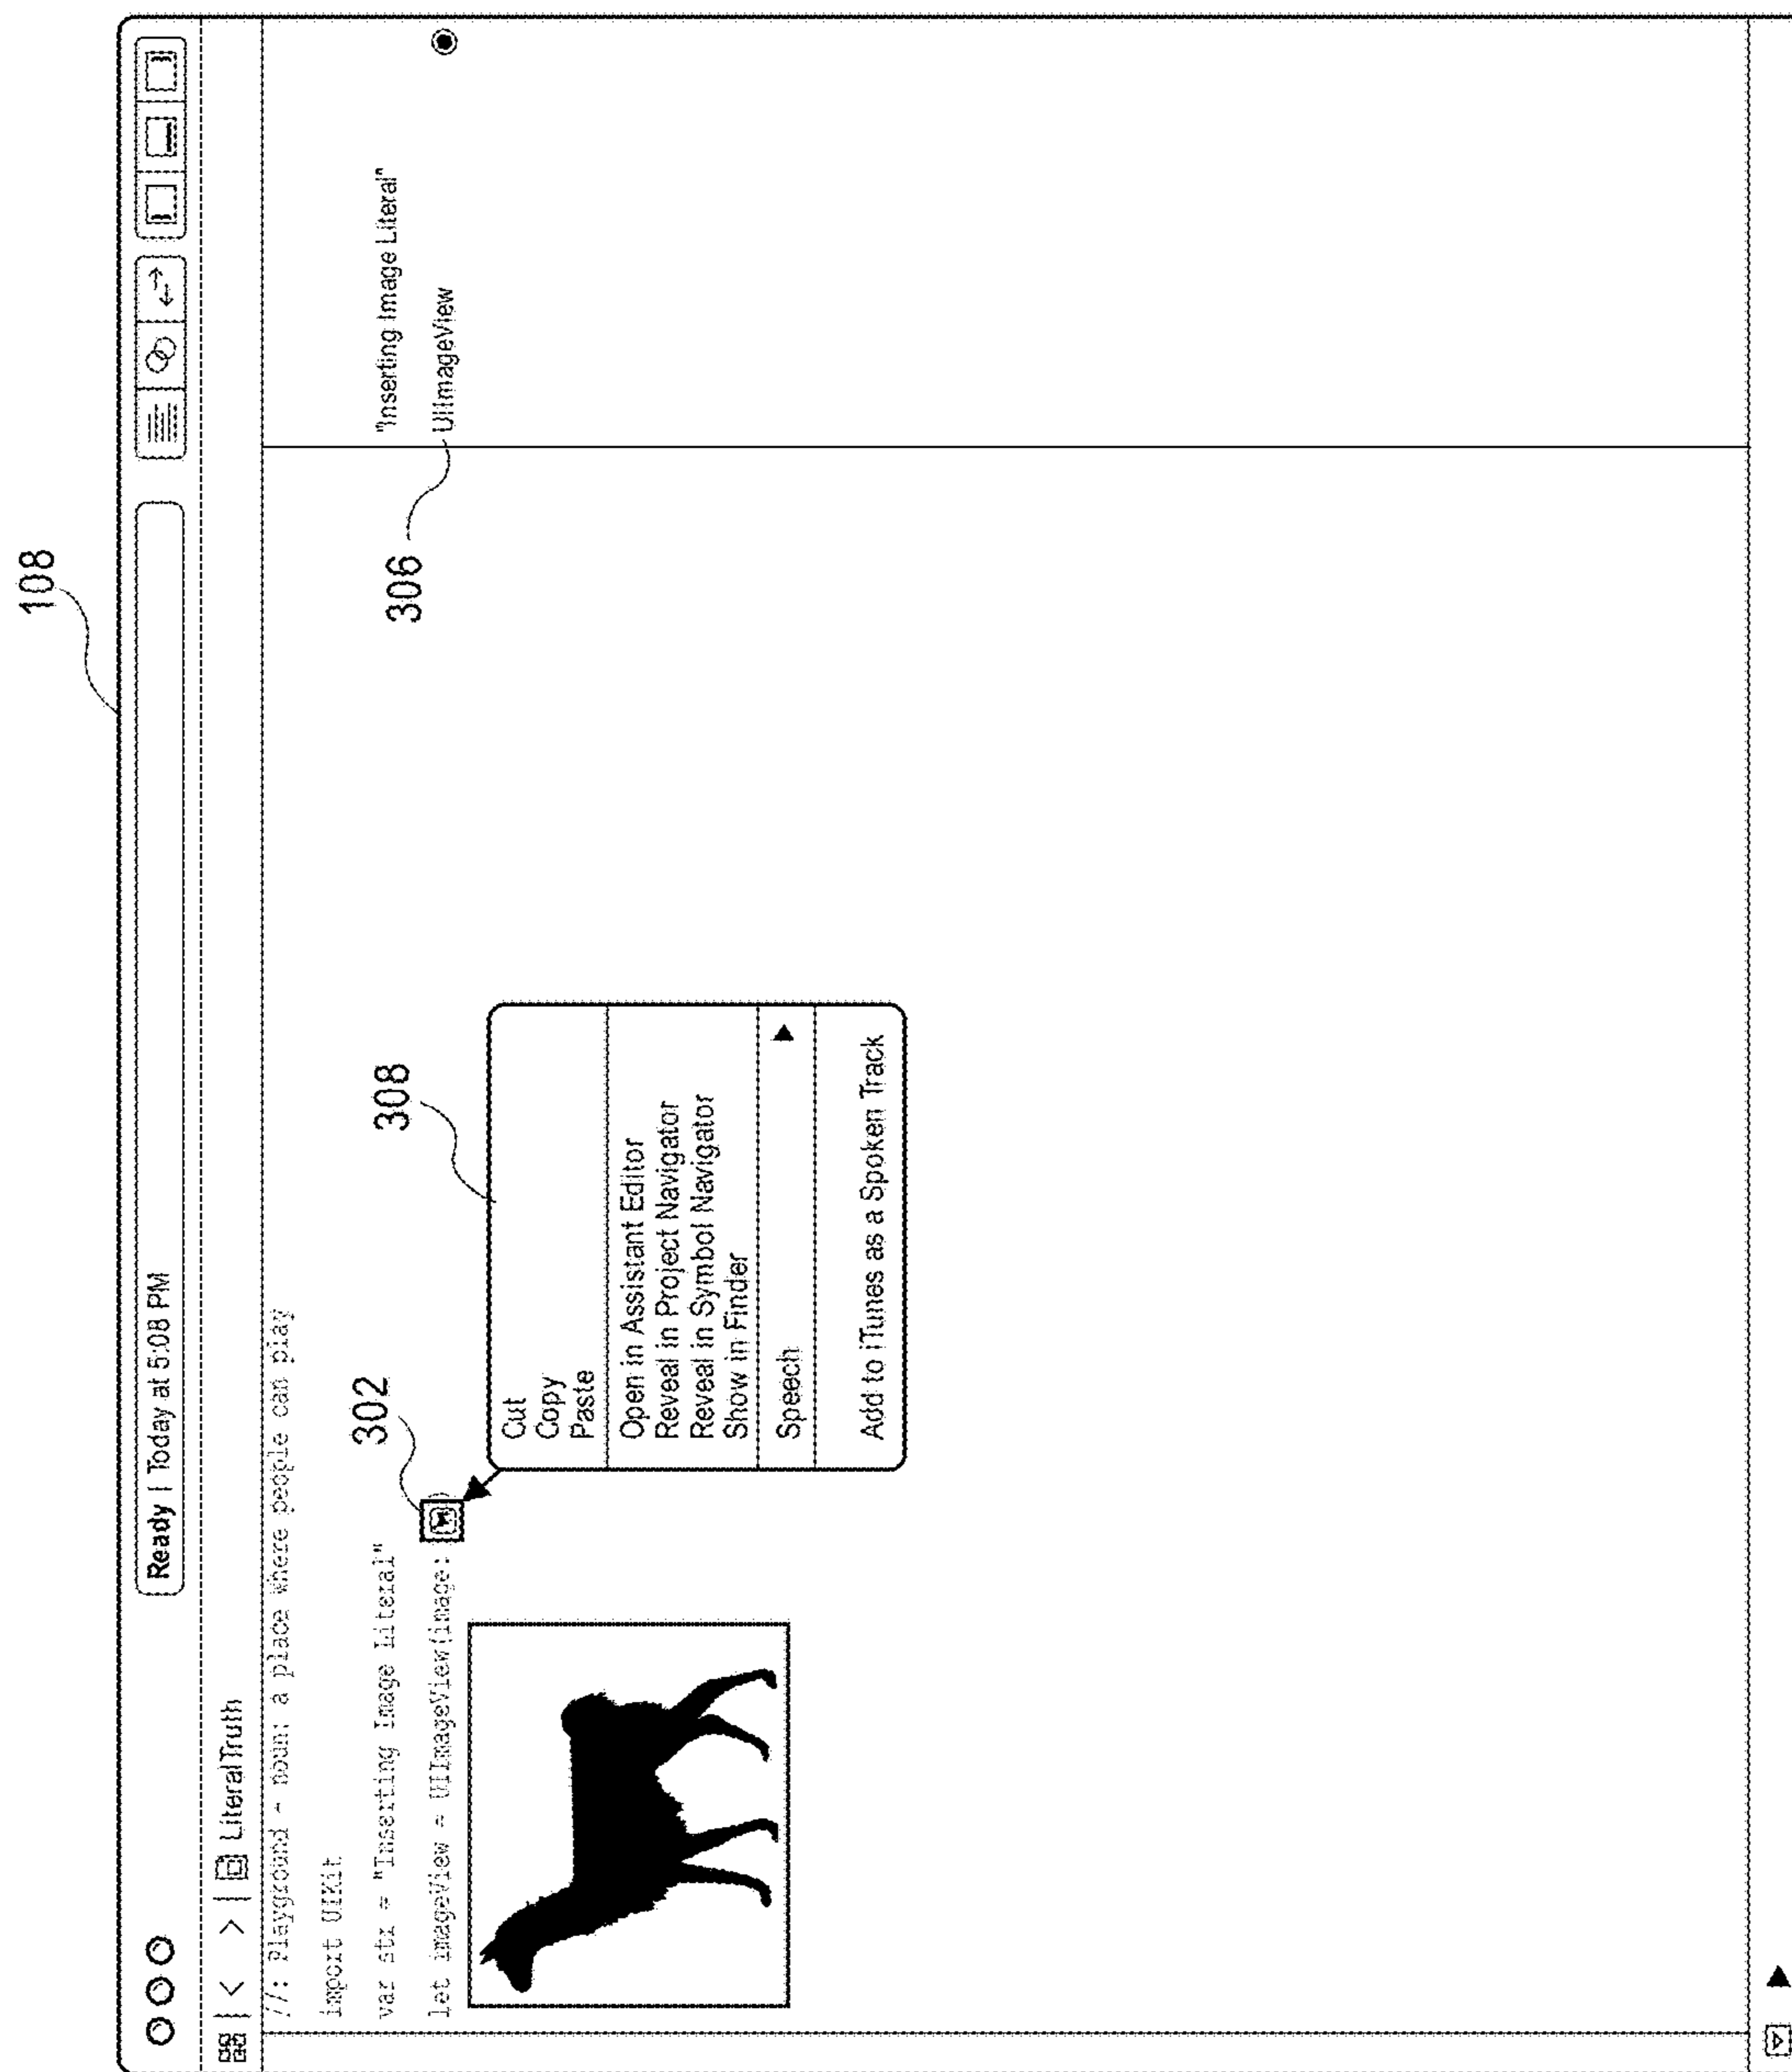 108
Ready | Today at 5:08 PM
LiteralTruth
//: Playground - noun: a place where people can play
import UIKit
var str = "Inserting Image Literal"
"Inserting Image Literal"
302
308
306
let imageView = UIImageView(image: )
UIImageView
Cut
Copy
Paste
Open in Assistant Editor
Reveal in Project Navigator
Reveal in Symbol Navigator
Show in Finder
Speech
Add to iTunes as a Spoken Track